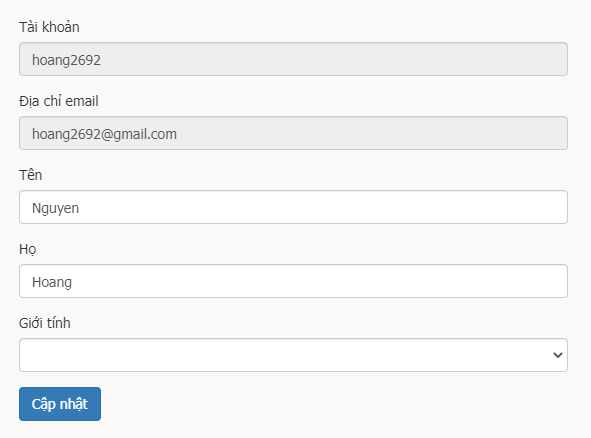 Tài khoản
hoang2692
Địa chỉ email
hoang2692@gmail.com
Tên
Nguyen
Họ
Hoang
Giới tính
Cập nhật